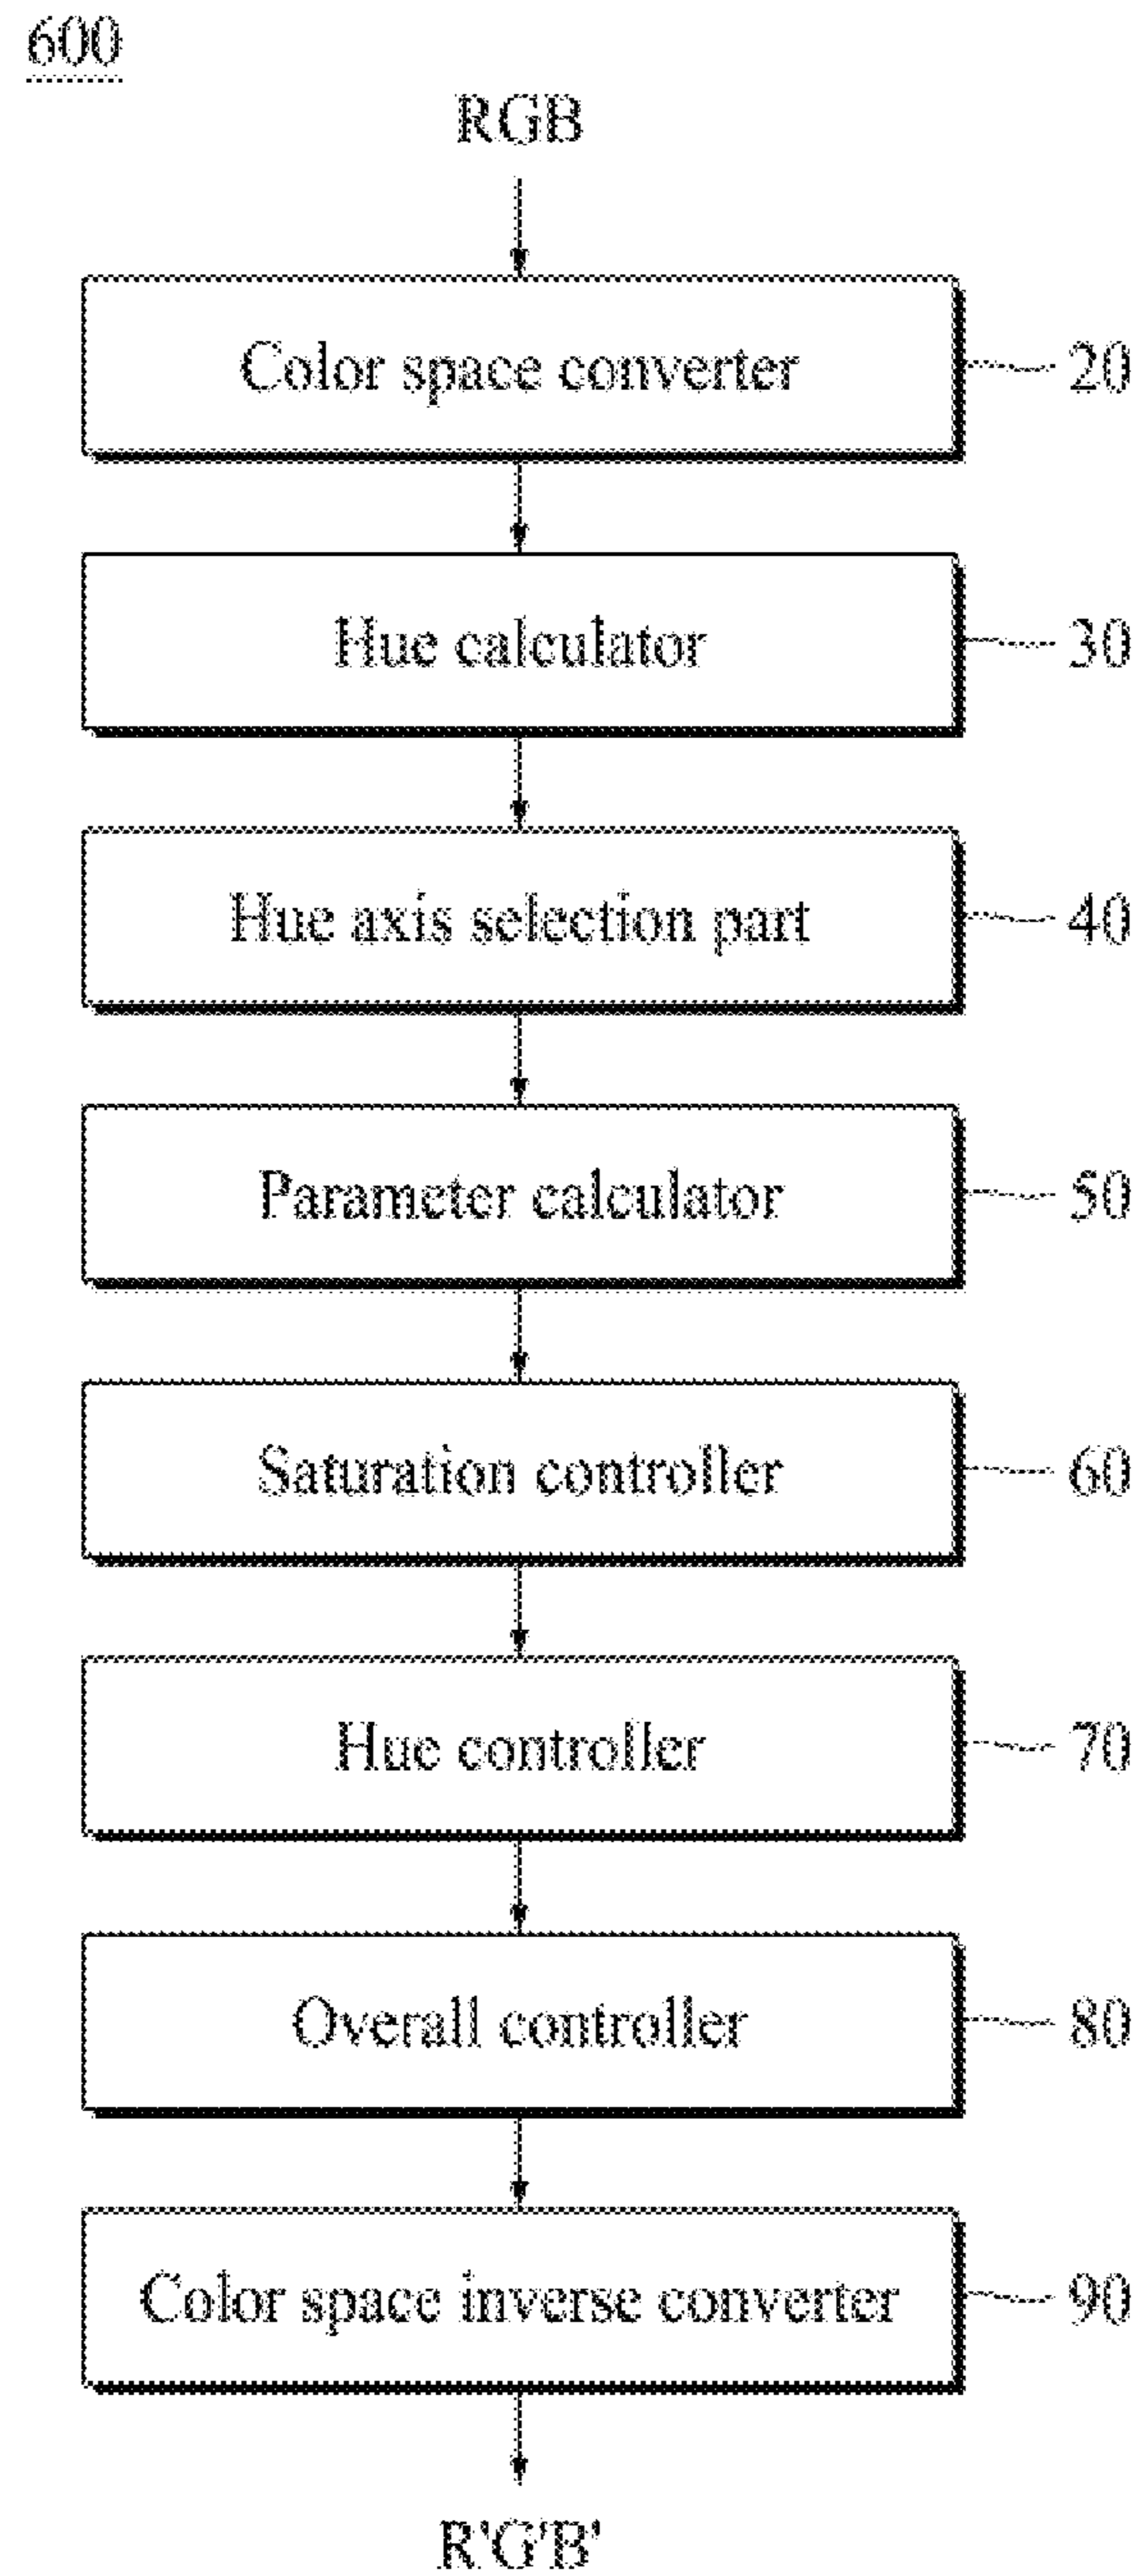 600
RGB
Color space converter 20
Hue calculator 30
Hue axis selection part 40
Parameter calculator 50
Saturation controller 60
Hue controller 70
Overall controller 80
Color space inverse converter 90
R'G'B'